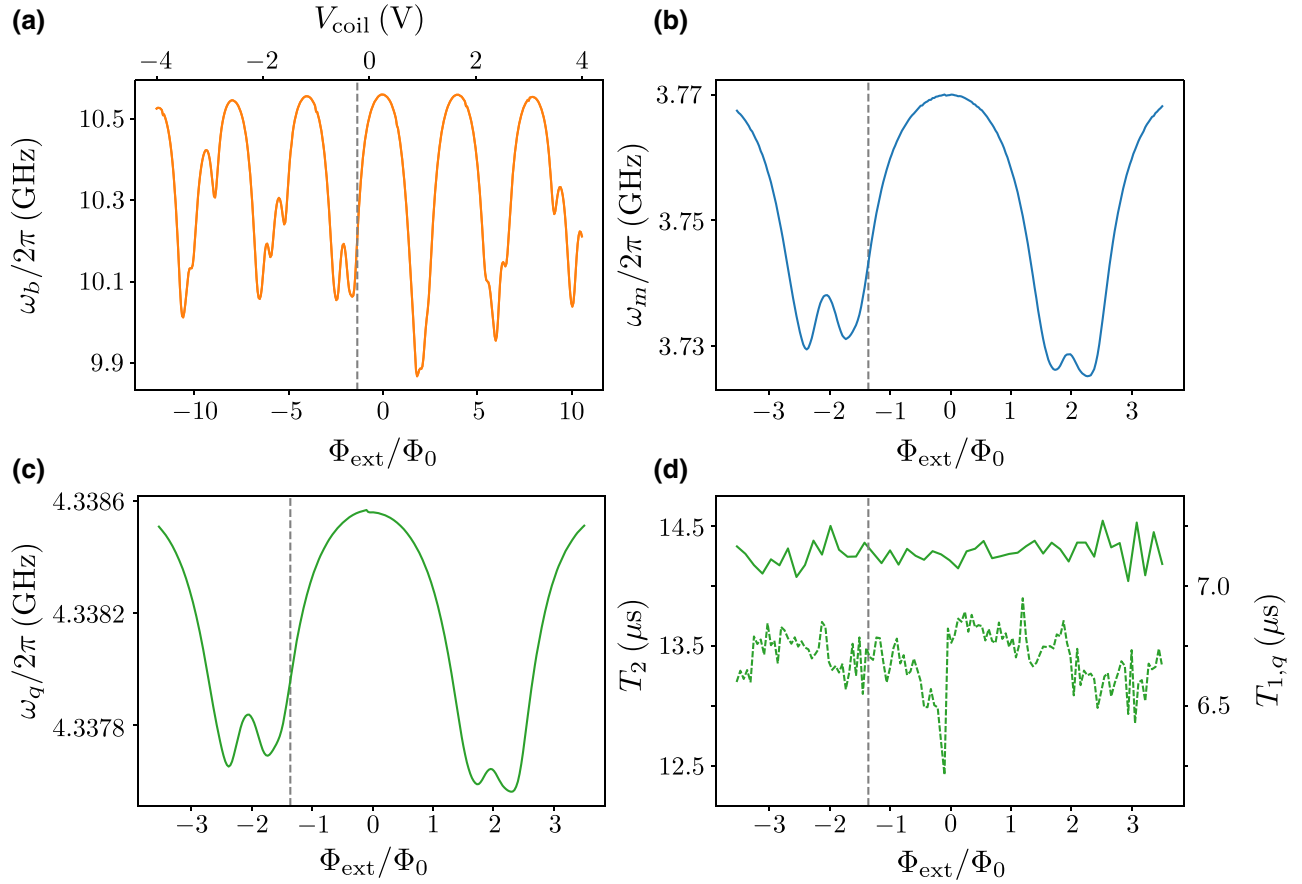 (a)
V_coil (V)
−4 −2 0 2 4
ω_b/2π (GHz)
10.5
10.3
10.1
9.9
−10 −5 0 5 10
Φ_ext/Φ_0
(b)
ω_m/2π (GHz)
3.77
3.75
3.73
−3 −2 −1 0 1 2 3
Φ_ext/Φ_0
(c)
ω_q/2π (GHz)
4.3386
4.3382
4.3378
−3 −2 −1 0 1 2 3
Φ_ext/Φ_0
(d)
T_2 (μs)
14.5
13.5
12.5
7.0
6.5
T_{1,q} (μs)
−3 −2 −1 0 1 2 3
Φ_ext/Φ_0